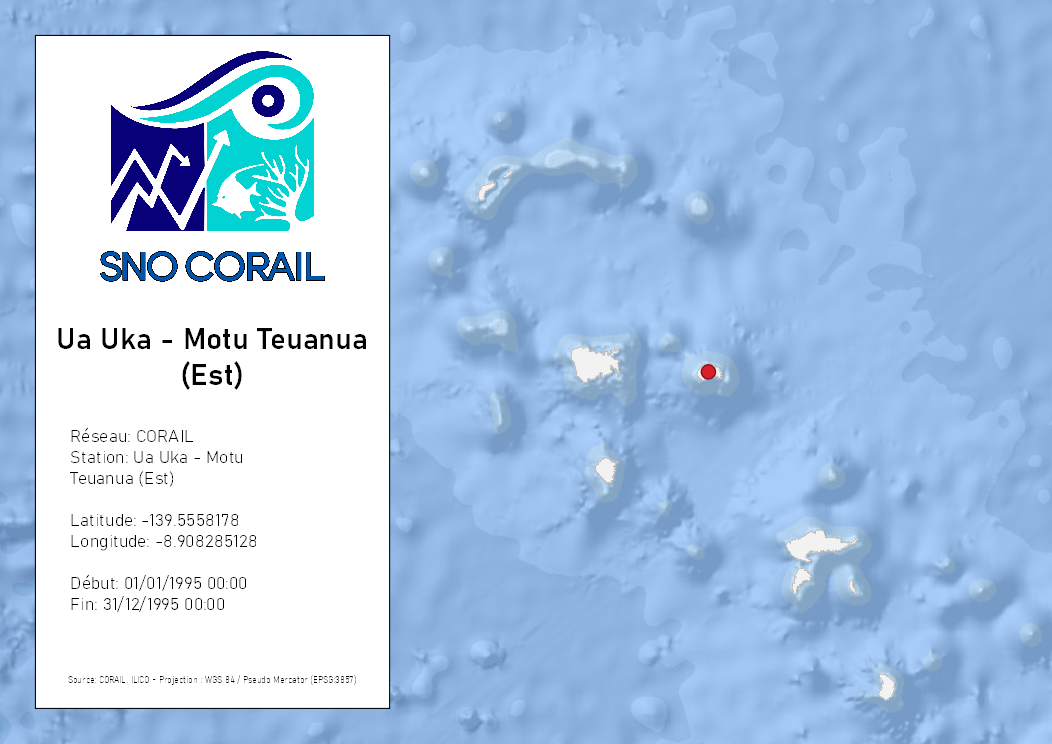 SNO CORAIL
Ua Uka - Motu Teuanua
(Est)
Réseau: CORAIL
Station: Ua Uka - Motu
Teuanua (Est)
Latitude: -139.5558178
Longitude: -8.908285128
Début: 01/01/1995 00:00
Fin: 31/12/1995 00:00
Source: CORAIL, ILICO - Projection : WGS 84 / Pseudo Mercator (EPSG:3857)